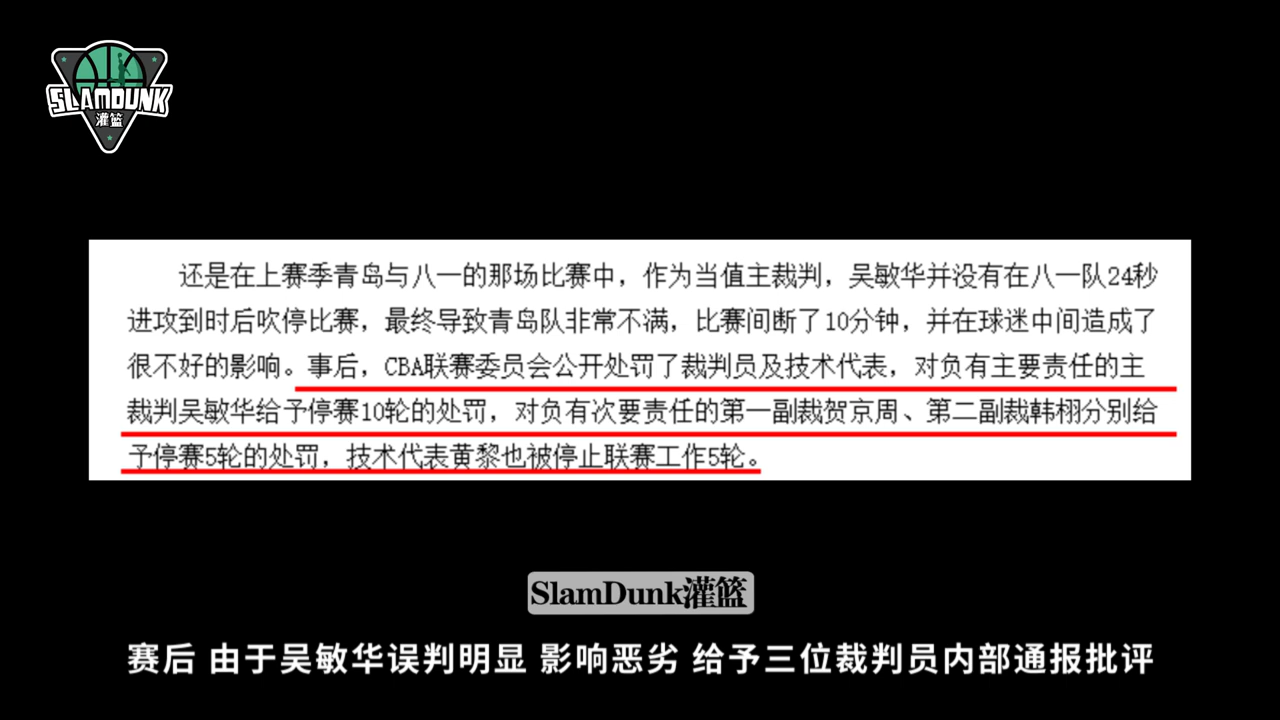 SLAMDUNK
灌篮
还是在上赛季青岛与八一的那场比赛中，作为当值主裁判，吴敏华并没有在八一队24秒
进攻到时后吹停比赛，最终导致青岛队非常不满，比赛间断了10分钟，并在球迷中间造成了
很不好的影响。事后，CBA联赛委员会公开处罚了裁判员及技术代表，对负有主要责任的主
裁判吴敏华给予停赛10轮的处罚，对负有次要责任的第一副裁贺京周、第二副裁韩栩分别给
予停赛5轮的处罚，技术代表黄黎也被停止联赛工作5轮。
SlamDunk灌篮
赛后 由于吴敏华误判明显 影响恶劣 给予三位裁判员内部通报批评